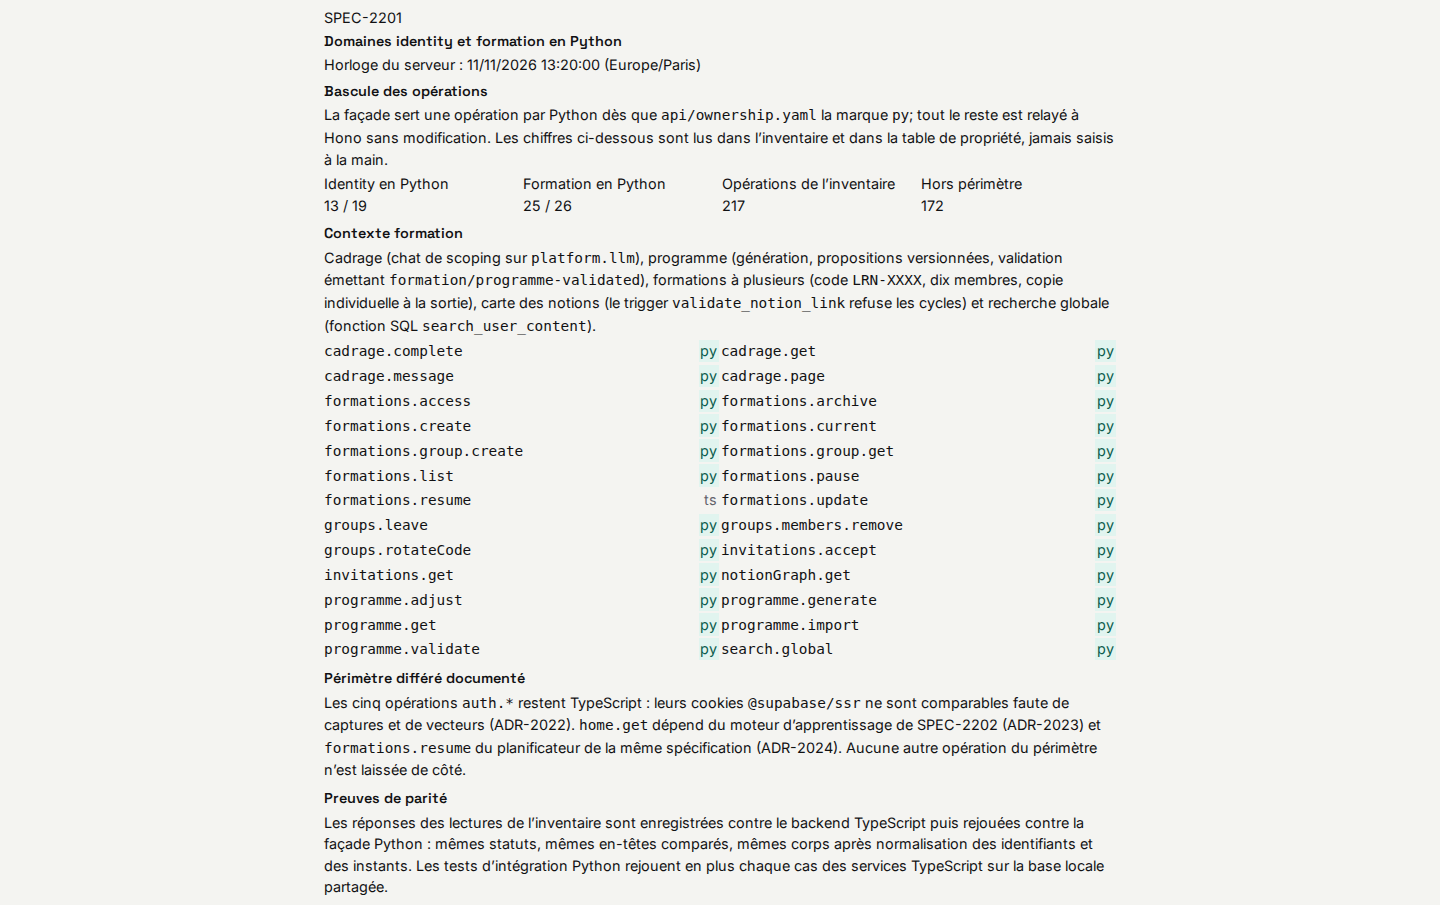 SPEC-2201
Domaines identity et formation en Python
Horloge du serveur : 11/11/2026 13:20:00 (Europe/Paris)
Bascule des opérations
La façade sert une opération par Python dès que api/ownership.yaml la marque py; tout le reste est relayé à
Hono sans modification. Les chiffres ci-dessous sont lus dans l’inventaire et dans la table de propriété, jamais saisis
à la main.
Identity en Python Formation en Python Opérations de l’inventaire Hors périmètre
13 / 19 25 / 26 217 172
Contexte formation
Cadrage (chat de scoping sur platform.llm), programme (génération, propositions versionnées, validation
émettant formation/programme-validated), formations à plusieurs (code LRN-XXXX, dix membres, copie
individuelle à la sortie), carte des notions (le trigger validate_notion_link refuse les cycles) et recherche globale
(fonction SQL search_user_content).
cadrage.complete py cadrage.get py
cadrage.message py cadrage.page py
formations.access py formations.archive py
formations.create py formations.current py
formations.group.create py formations.group.get py
formations.list py formations.pause py
formations.resume ts formations.update py
groups.leave py groups.members.remove py
groups.rotateCode py invitations.accept py
invitations.get py notionGraph.get py
programme.adjust py programme.generate py
programme.get py programme.import py
programme.validate py search.global py
Périmètre différé documenté
Les cinq opérations auth.* restent TypeScript : leurs cookies @supabase/ssr ne sont comparables faute de
captures et de vecteurs (ADR-2022). home.get dépend du moteur d’apprentissage de SPEC-2202 (ADR-2023) et
formations.resume du planificateur de la même spécification (ADR-2024). Aucune autre opération du périmètre
n’est laissée de côté.
Preuves de parité
Les réponses des lectures de l’inventaire sont enregistrées contre le backend TypeScript puis rejouées contre la
façade Python : mêmes statuts, mêmes en-têtes comparés, mêmes corps après normalisation des identifiants et
des instants. Les tests d’intégration Python rejouent en plus chaque cas des services TypeScript sur la base locale
partagée.